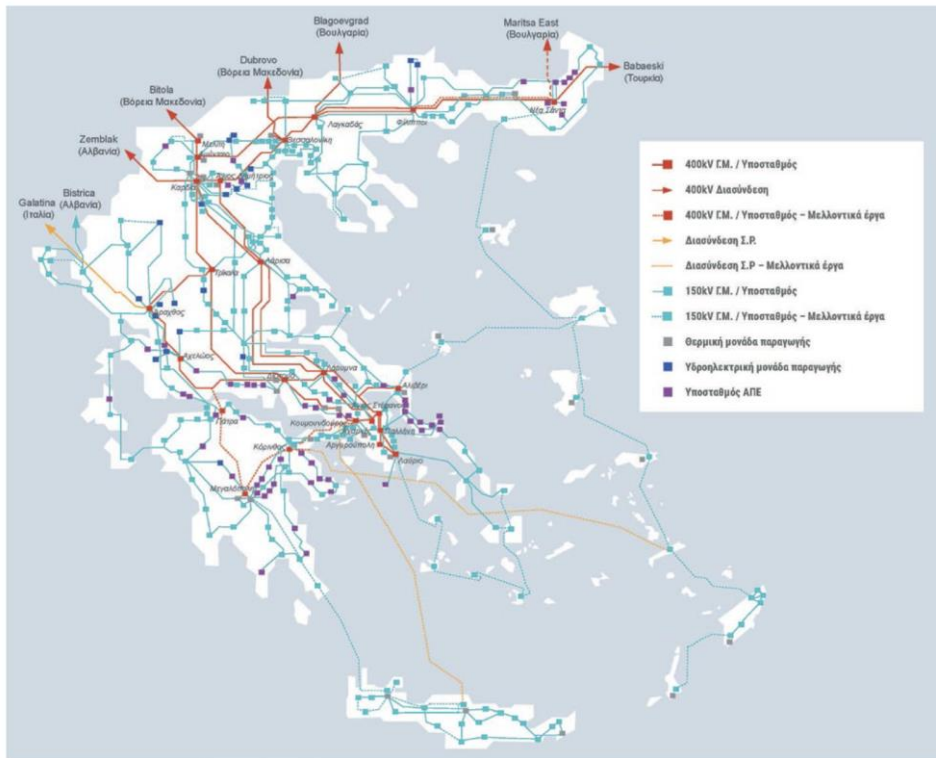 Blagoevgrad
(Βουλγαρία)
Maritsa East
(Βουλγαρία)
Dubrovo
(Βόρεια Μακεδονία)
Babaeski
(Τουρκία)
Bitola
(Βόρεια Μακεδονία)
Zemblak
(Αλβανία)
Bistrica
(Αλβανία)
Galatina
(Ιταλία)
Νέα Σάντα
Φίλιπποι
Λαγκαδάς
Θεσσαλονίκη
Μελίτη
Καρδιά
Λάρισα
Τρίκαλα
Άραχθος
Αχελώος
Λάρυμνα
Αλιβέρι
Πάτρα
Κουμουνδούρος
Κόρινθος
Αργυρούπολη
Παλλήνη
Λαύριο
400kV Γ.Μ. / Υποσταθμός
400kV Διασύνδεση
400kV Γ.Μ. / Υποσταθμός – Μελλοντικά έργα
Διασύνδεση Σ.Ρ.
Διασύνδεση Σ.Ρ – Μελλοντικά έργα
150kV Γ.Μ. / Υποσταθμός
150kV Γ.Μ. / Υποσταθμός – Μελλοντικά έργα
Θερμική μονάδα παραγωγής
Υδροηλεκτρική μονάδα παραγωγής
Υποσταθμός ΑΠΕ